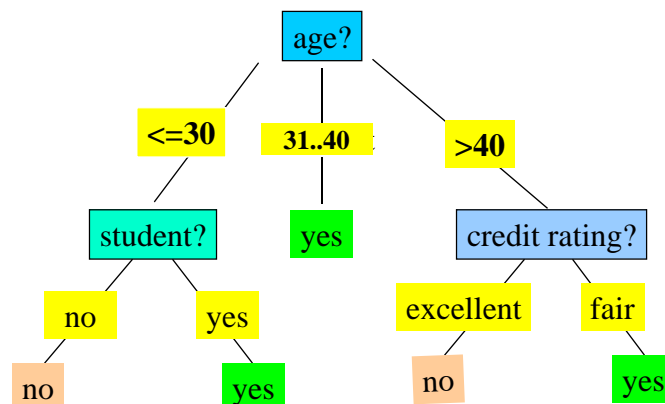 age?
<=30
31..40
>40
student?
yes
credit rating?
no
yes
excellent
fair
no
yes
no
yes